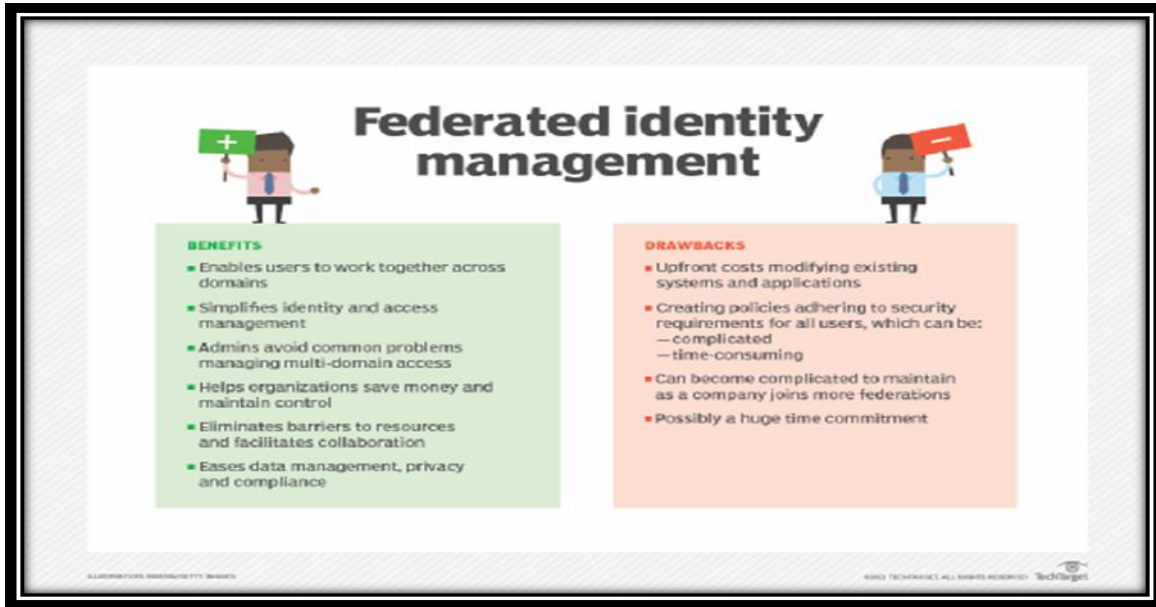 Federated identity
management
+
−
BENEFITS
▪ Enables users to work together across
domains
▪ Simplifies identity and access
management
▪ Admins avoid common problems
managing multi-domain access
▪ Helps organizations save money and
maintain control
▪ Eliminates barriers to resources
and facilitates collaboration
▪ Eases data management, privacy
and compliance
DRAWBACKS
▪ Upfront costs modifying existing
systems and applications
▪ Creating policies adhering to security
requirements for all users, which can be:
— complicated
— time-consuming
▪ Can become complicated to maintain
as a company joins more federations
▪ Possibly a huge time commitment
TECHTARGET, ALL RIGHTS RESERVED
TechTarget